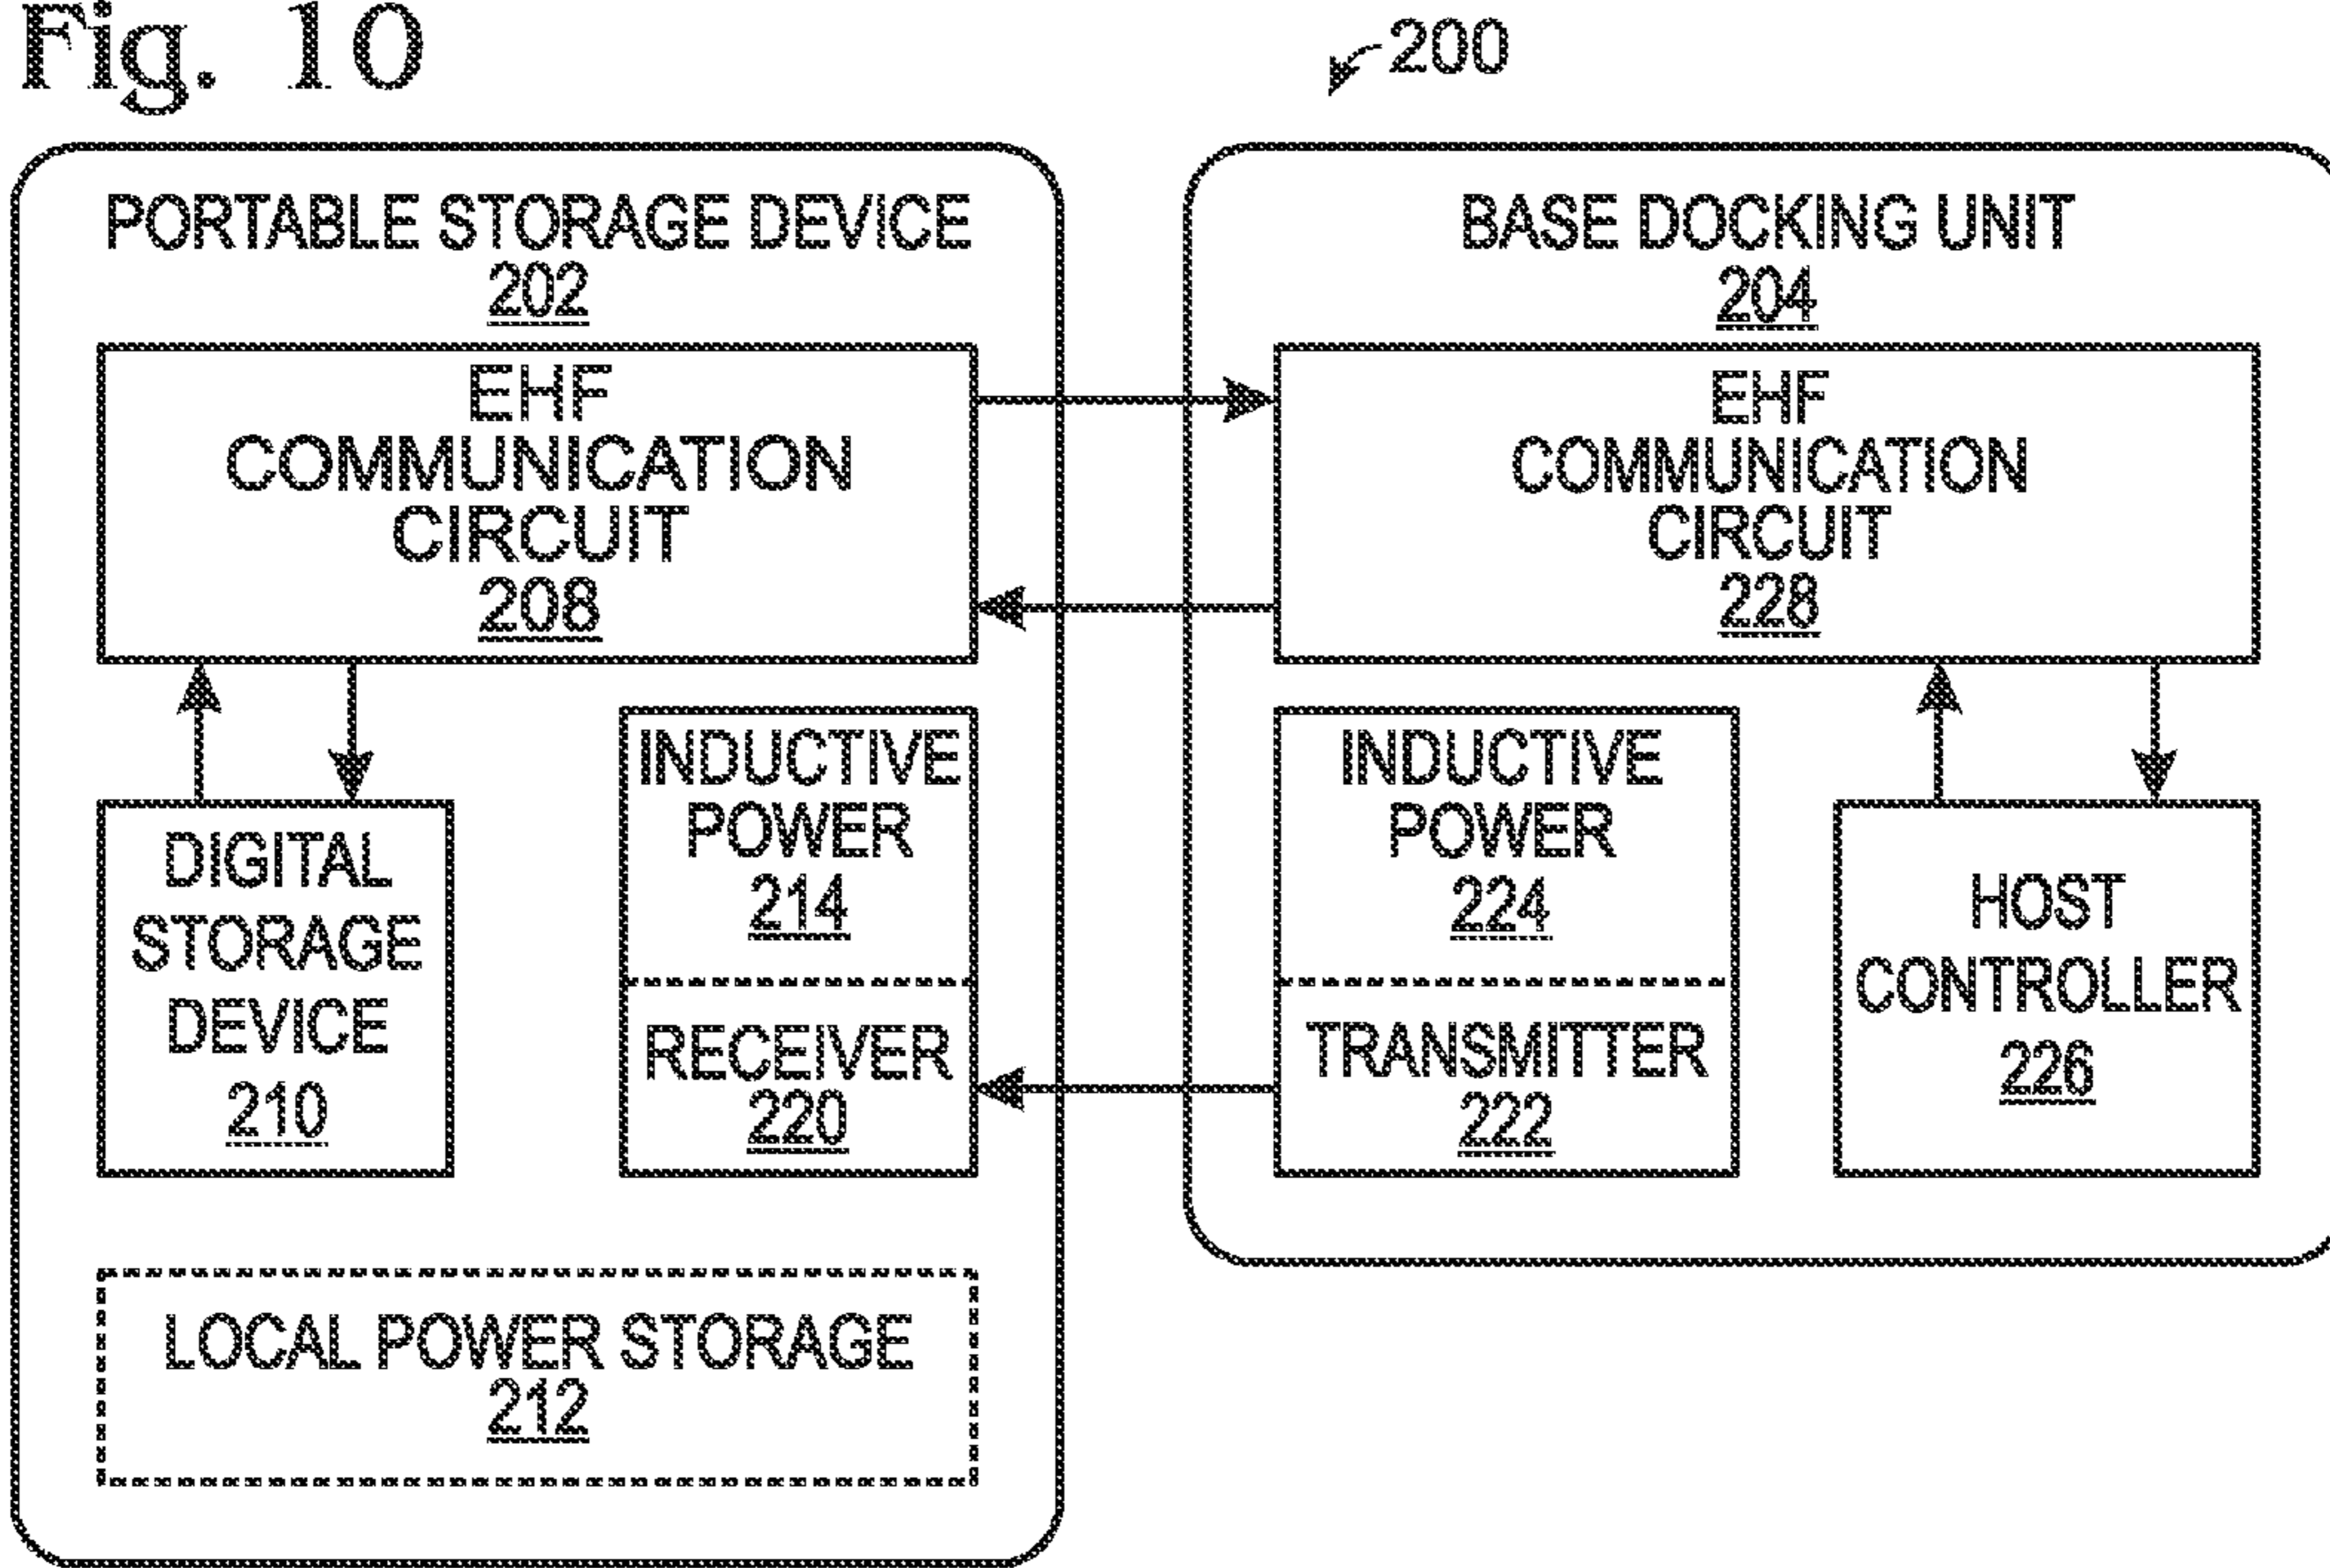 Fig. 10
200
PORTABLE STORAGE DEVICE
202
EHF
COMMUNICATION
CIRCUIT
208
DIGITAL
STORAGE
DEVICE
210
INDUCTIVE
POWER
214
RECEIVER
220
LOCAL POWER STORAGE
212
BASE DOCKING UNIT
204
EHF
COMMUNICATION
CIRCUIT
228
INDUCTIVE
POWER
224
TRANSMITTER
222
HOST
CONTROLLER
226